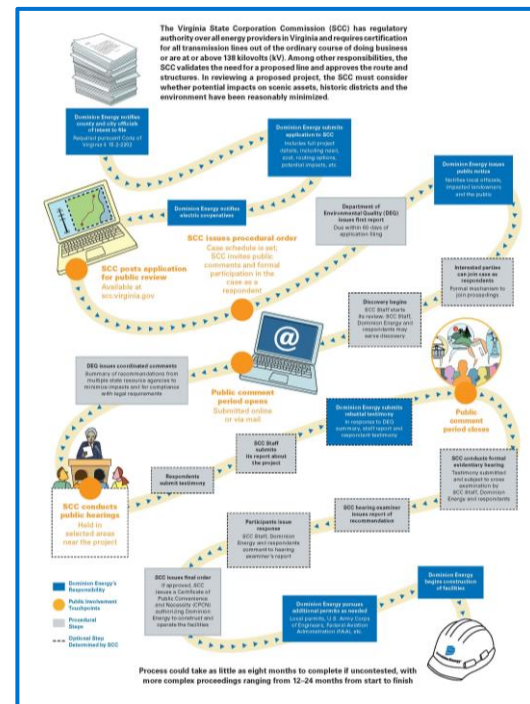 The Virginia State Corporation Commission (SCC) has regulatory
authority over all energy providers in Virginia and requires certification
for all transmission lines out of the ordinary course of doing business
or are at or above 138 kilovolts (kV). Among other responsibilities, the
SCC validates the need for a proposed line and approves the route and
structures. In reviewing a proposed project, the SCC must consider
whether potential impacts on scenic assets, historic districts and the
environment have been reasonably minimized.
Dominion Energy notifies
county and city officials
of intent to file
Required pursuant Code of
Virginia § 15.2-2202
Dominion Energy notifies
electric cooperatives
Dominion Energy submits
application to SCC
Includes full project
details, including need,
cost, routing options,
potential impacts, etc.
SCC posts application
for public review
Available at
scc.virginia.gov
SCC issues procedural order
Case schedule is set;
SCC invites public
comments and formal
participation in the
case as a
respondent
Department of
Environmental Quality (DEQ)
issues first report
Due within 60 days of
application filing
Dominion Energy issues
public notice
Notifies local officials,
impacted landowners
and the public
Interested parties
can join case as
respondents
Formal mechanism to
join proceedings
Discovery begins
SCC Staff starts
its review. SCC Staff,
Dominion Energy and
respondents may
serve discovery
@
Public comment
period opens
Submitted online
or via mail
DEQ issues coordinated comments
Summary of recommendations from
multiple state resource agencies to
minimize impacts and for compliance
with legal requirements
SCC conducts
public hearings
Held in
selected areas
near the project
Respondents
submit testimony
SCC Staff
submits
its report about
the project
Dominion Energy submits
rebuttal testimony
In response to DEQ
summary, staff report and
respondent testimony
Public
comment
period closes
SCC conducts formal
evidentiary hearing
Testimony submitted
and subject to cross
examination by
SCC Staff, Dominion
Energy and respondents
SCC hearing examiner
issues report of
recommendation
Participants issue
response
SCC Staff, Dominion
Energy and respondents
comment to hearing
examiner's report
SCC issues final order
If approved, SCC
issues a Certificate of
Public Convenience
and Necessity (CPCN)
authorizing Dominion
Energy to construct and
operate the facilities
Dominion Energy pursues
additional permits as needed
Local permits, U.S. Army Corps
of Engineers, Federal Aviation
Administration (FAA), etc.
Dominion Energy
begins construction
of facilities
Dominion Energy's
Responsibility
Public Involvement
Touchpoints
Procedural
Steps
Optional Step
Determined by SCC
Process could take as little as eight months to complete if uncontested, with
more complex proceedings ranging from 12–24 months from start to finish